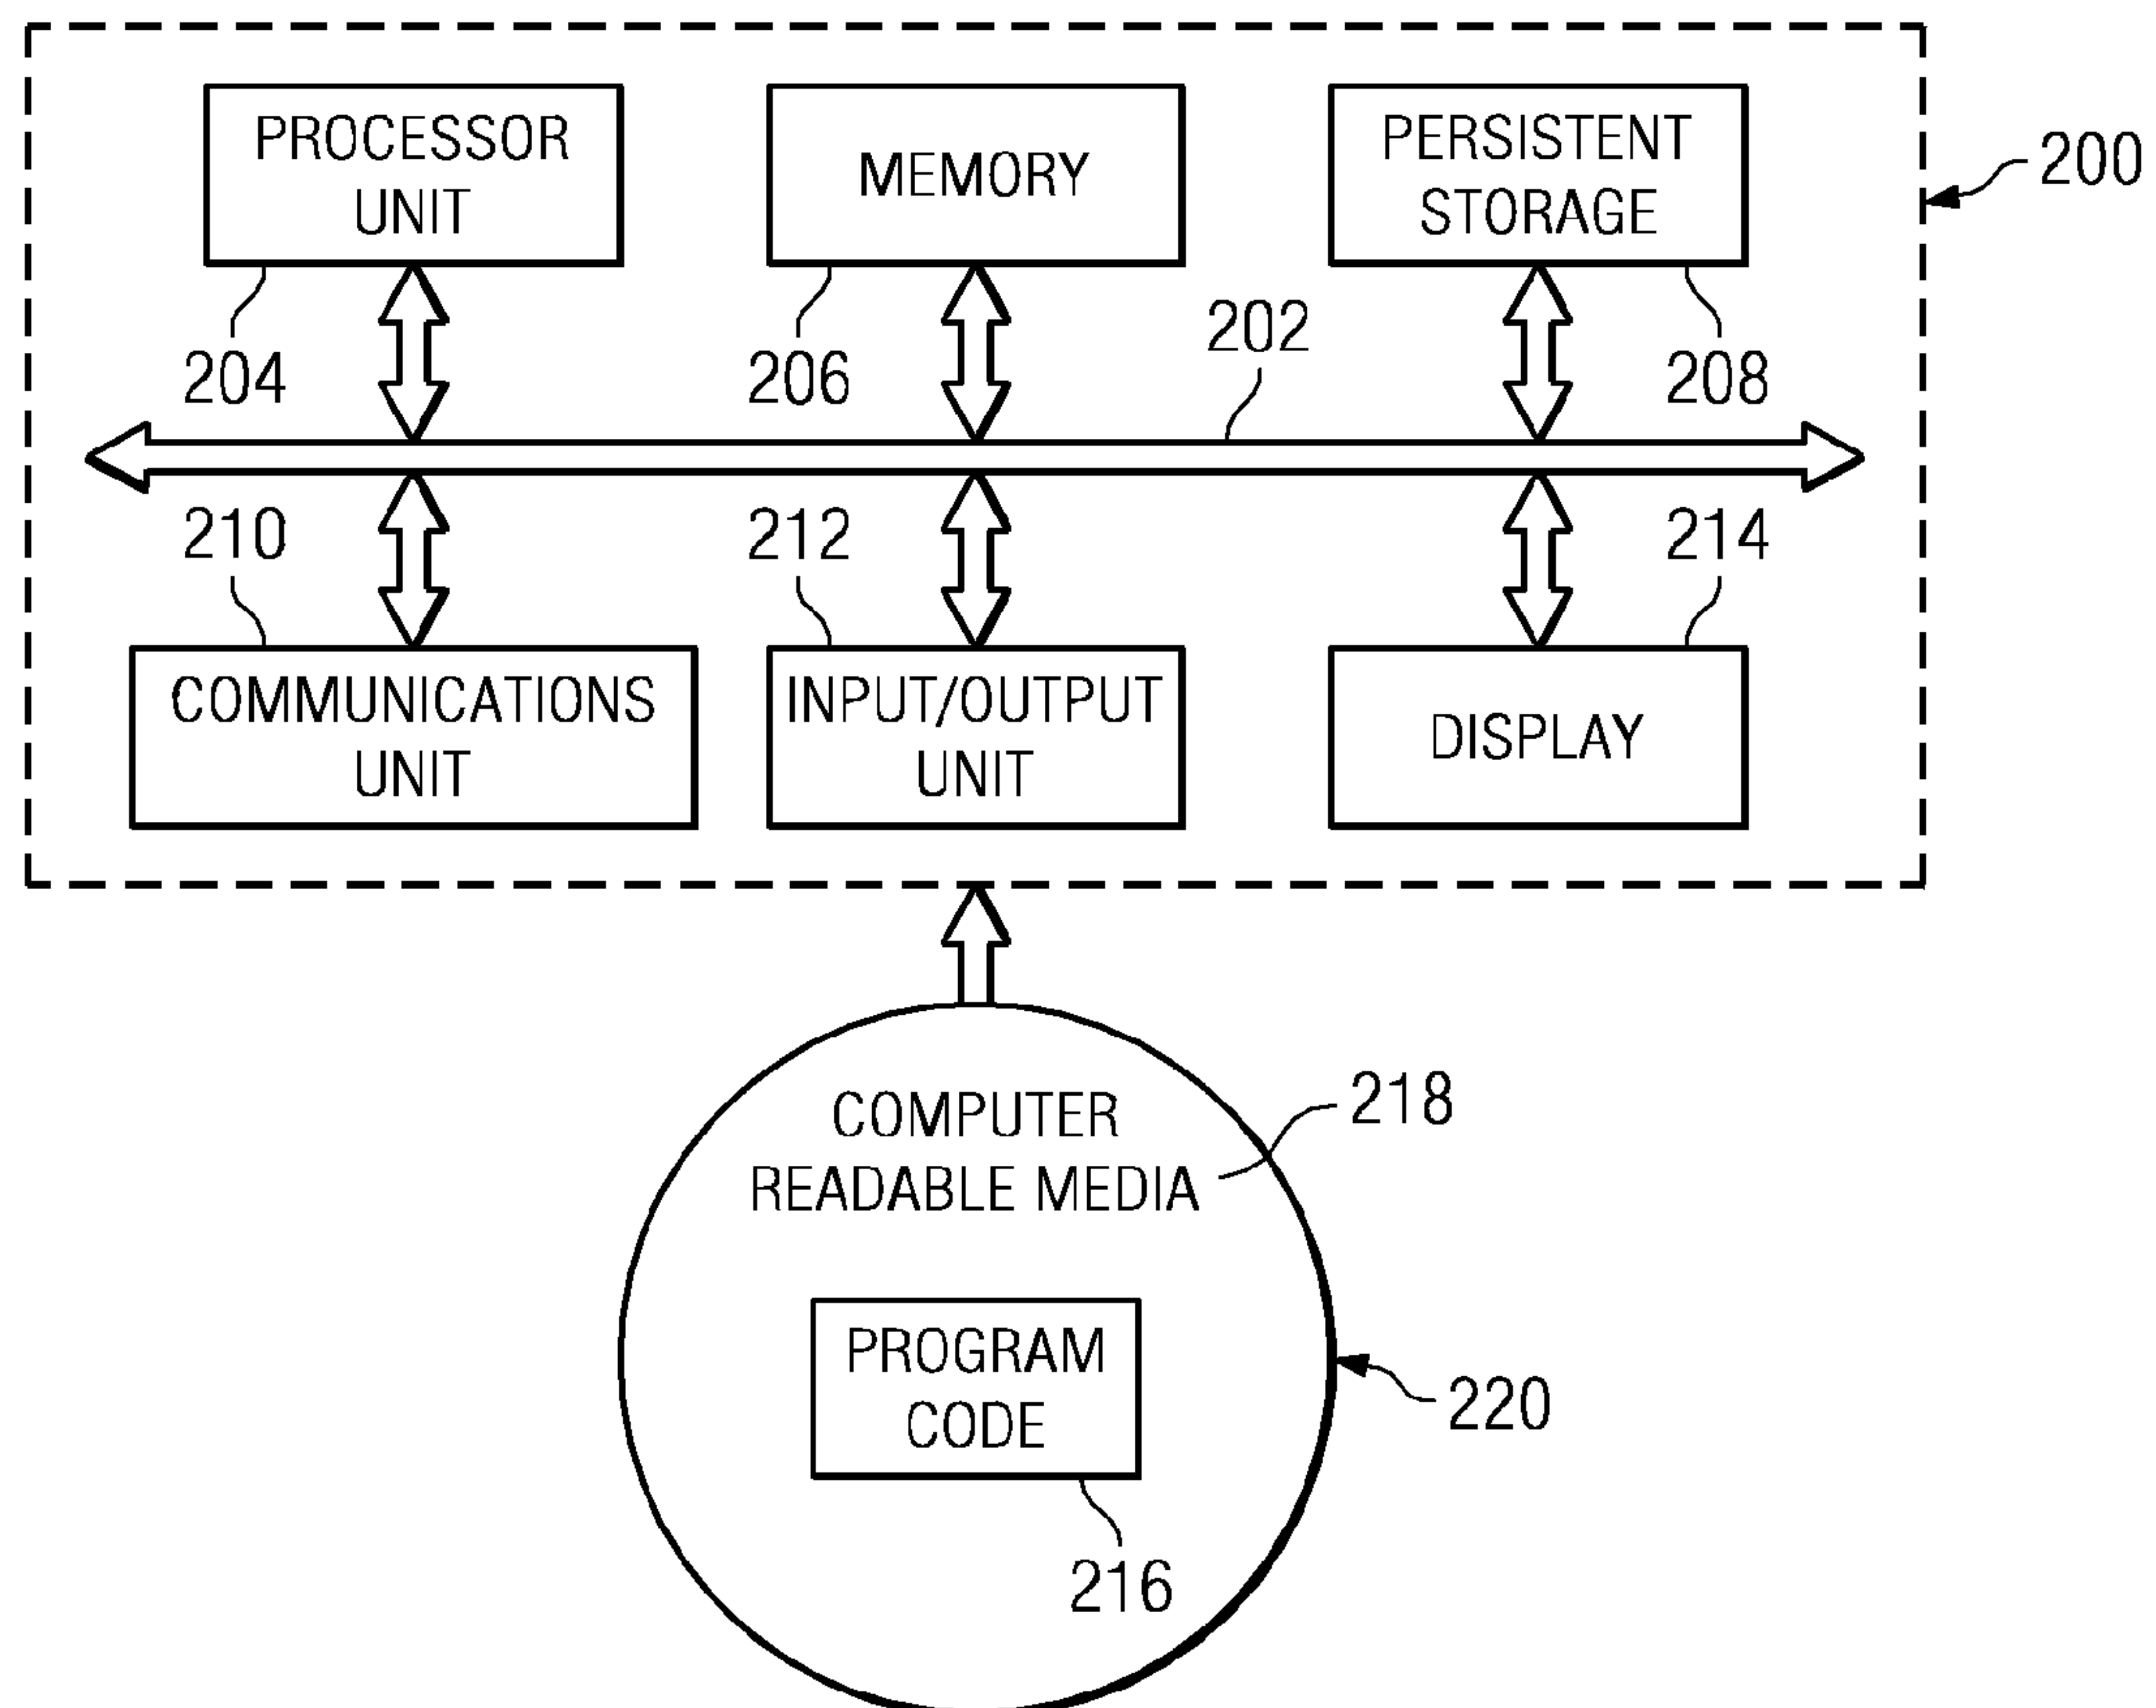 PROCESSOR
UNIT
MEMORY
PERSISTENT
STORAGE
200
204
206
202
208
210
212
214
COMMUNICATIONS
UNIT
INPUT/OUTPUT
UNIT
DISPLAY
COMPUTER
READABLE MEDIA
218
PROGRAM
CODE
220
216